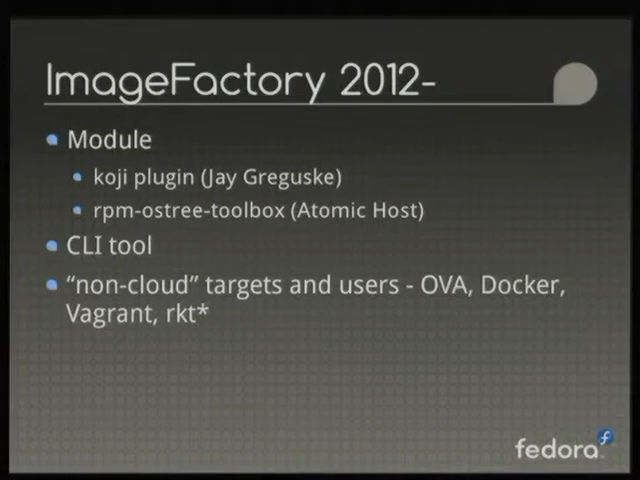 ImageFactory 2012-
Module
koji plugin (Jay Greguske)
rpm-ostree-toolbox (Atomic Host)
CLI tool
“non-cloud” targets and users - OVA, Docker,
Vagrant, rkt*
fedora